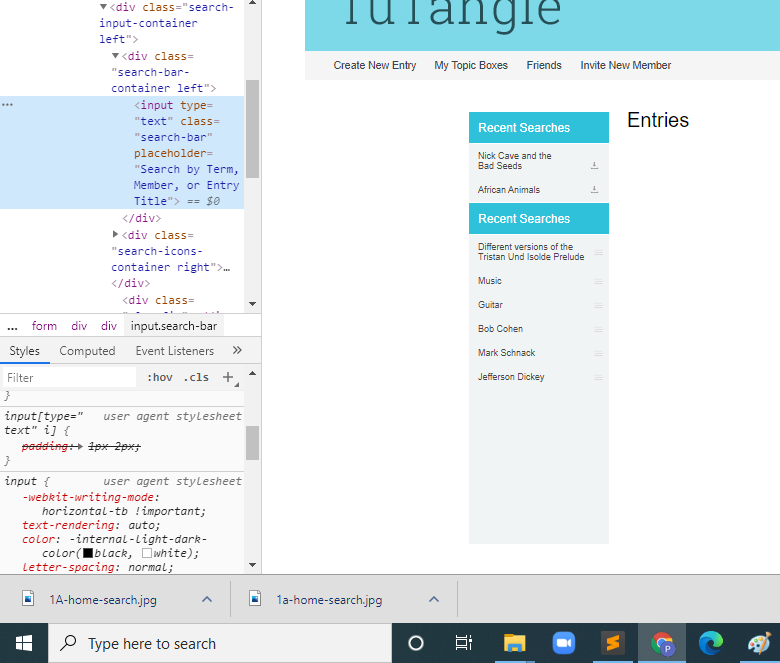 <div class="search-
input-container
left">
<div class=
"search-bar-
container left">
... <input type=
"text" class=
"search-bar"
placeholder=
"Search by Term,
Member, or Entry
Title"> == $0
</div>
<div class=
"search-icons-
container right">…
</div>
<div class=
... form div div input.search-bar
Styles Computed Event Listeners »
Filter :hov .cls +
}
input[type=" user agent stylesheet
text" i] {
padding: 1px 2px;
}
input { user agent stylesheet
-webkit-writing-mode:
horizontal-tb !important;
text-rendering: auto;
color: -internal-light-dark-
color(black, white);
letter-spacing: normal;
TuTangle
Create New Entry My Topic Boxes Friends Invite New Member
Recent Searches
Nick Cave and the
Bad Seeds
African Animals
Recent Searches
Different versions of the
Tristan Und Isolde Prelude
Music
Guitar
Bob Cohen
Mark Schnack
Jefferson Dickey
Entries
1A-home-search.jpg 1a-home-search.jpg
Type here to search
P